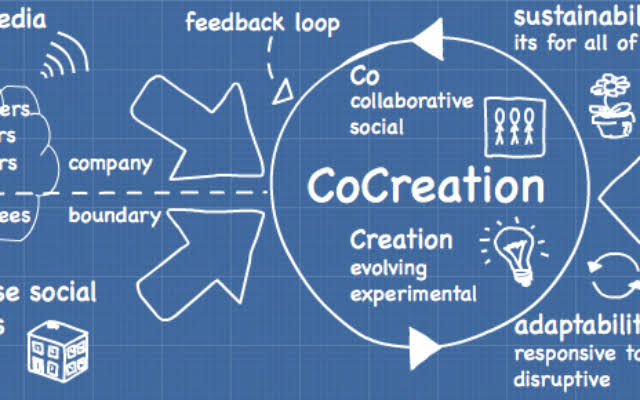 edia
ers
rs
rs
ees
company
boundary
se social
s
feedback loop
Co
collaborative
social
CoCreation
Creation
evolving
experimental
sustainabil
its for all of
adaptabilit
responsive to
disruptive